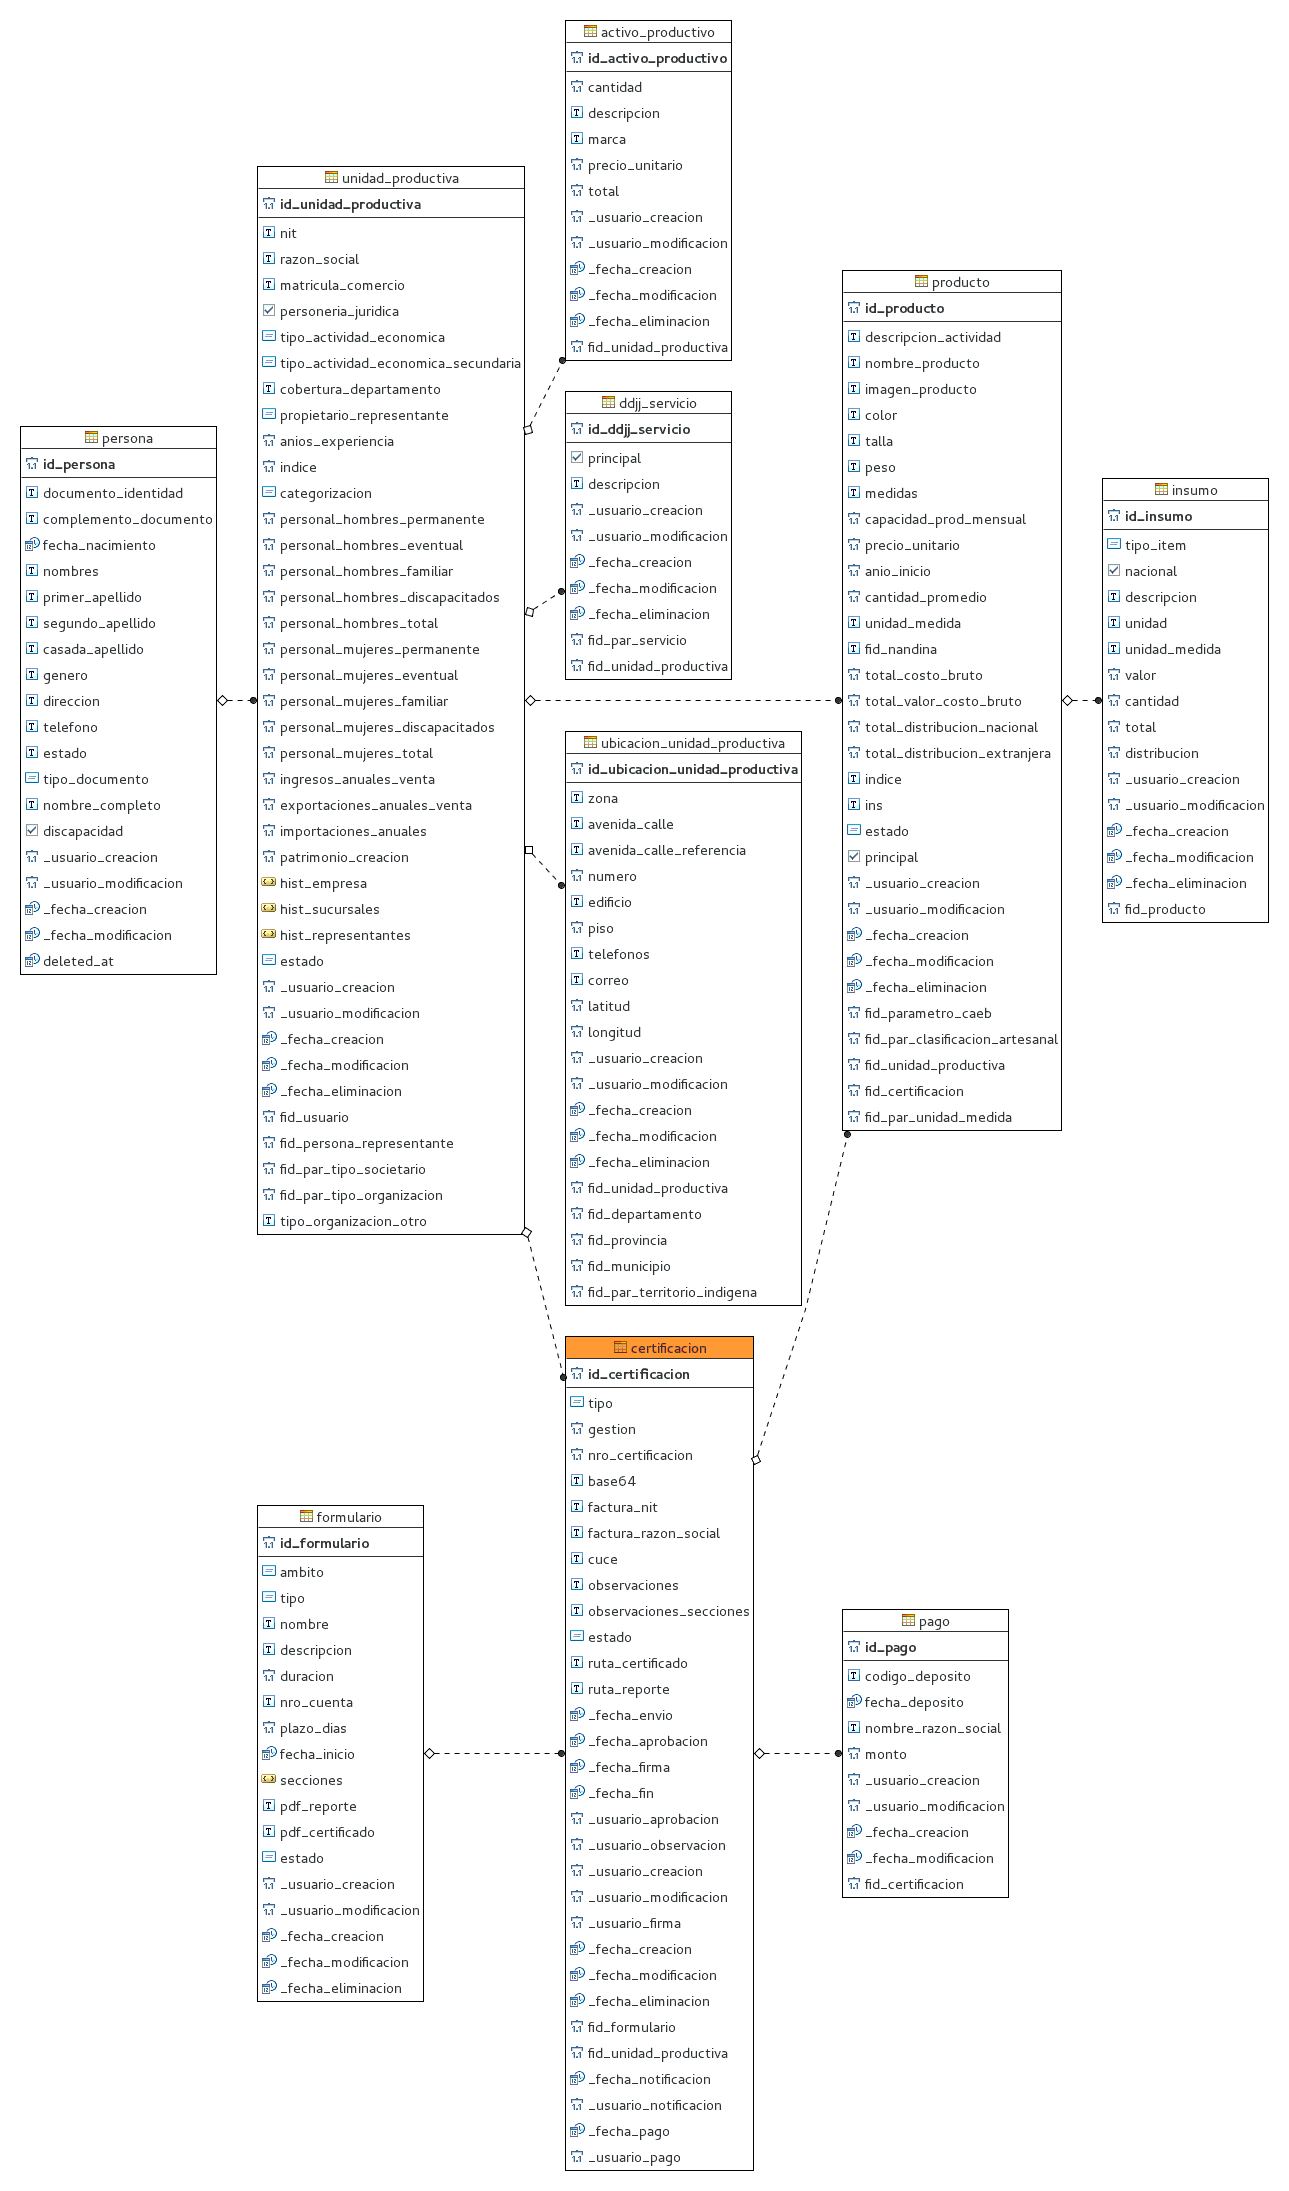 activo_productivo
id_activo_productivo
cantidad
descripcion
marca
precio_unitario
total
_usuario_creacion
_usuario_modificacion
_fecha_creacion
_fecha_modificacion
_fecha_eliminacion
fid_unidad_productiva
unidad_productiva
id_unidad_productiva
nit
razon_social
matricula_comercio
personeria_juridica
tipo_actividad_economica
tipo_actividad_economica_secundaria
cobertura_departamento
propietario_representante
anios_experiencia
indice
categorizacion
personal_hombres_permanente
personal_hombres_eventual
personal_hombres_familiar
personal_hombres_discapacitados
personal_hombres_total
personal_mujeres_permanente
personal_mujeres_eventual
personal_mujeres_familiar
personal_mujeres_discapacitados
personal_mujeres_total
ingresos_anuales_venta
exportaciones_anuales_venta
importaciones_anuales
patrimonio_creacion
hist_empresa
hist_sucursales
hist_representantes
estado
_usuario_creacion
_usuario_modificacion
_fecha_creacion
_fecha_modificacion
_fecha_eliminacion
fid_usuario
fid_persona_representante
fid_par_tipo_societario
fid_par_tipo_organizacion
tipo_organizacion_otro
producto
id_producto
descripcion_actividad
nombre_producto
imagen_producto
color
talla
peso
medidas
capacidad_prod_mensual
precio_unitario
anio_inicio
cantidad_promedio
unidad_medida
fid_nandina
total_costo_bruto
total_valor_costo_bruto
total_distribucion_nacional
total_distribucion_extranjera
indice
ins
estado
principal
_usuario_creacion
_usuario_modificacion
_fecha_creacion
_fecha_modificacion
_fecha_eliminacion
fid_parametro_caeb
fid_par_clasificacion_artesanal
fid_unidad_productiva
fid_certificacion
fid_par_unidad_medida
ddjj_servicio
id_ddjj_servicio
principal
descripcion
_usuario_creacion
_usuario_modificacion
_fecha_creacion
_fecha_modificacion
_fecha_eliminacion
fid_par_servicio
fid_unidad_productiva
persona
id_persona
documento_identidad
complemento_documento
fecha_nacimiento
nombres
primer_apellido
segundo_apellido
casada_apellido
genero
direccion
telefono
estado
tipo_documento
nombre_completo
discapacidad
_usuario_creacion
_usuario_modificacion
_fecha_creacion
_fecha_modificacion
deleted_at
insumo
id_insumo
tipo_item
nacional
descripcion
unidad
unidad_medida
valor
cantidad
total
distribucion
_usuario_creacion
_usuario_modificacion
_fecha_creacion
_fecha_modificacion
_fecha_eliminacion
fid_producto
ubicacion_unidad_productiva
id_ubicacion_unidad_productiva
zona
avenida_calle
avenida_calle_referencia
numero
edificio
piso
telefonos
correo
latitud
longitud
_usuario_creacion
_usuario_modificacion
_fecha_creacion
_fecha_modificacion
_fecha_eliminacion
fid_unidad_productiva
fid_departamento
fid_provincia
fid_municipio
fid_par_territorio_indigena
certificacion
id_certificacion
tipo
gestion
nro_certificacion
base64
factura_nit
factura_razon_social
cuce
observaciones
observaciones_secciones
estado
ruta_certificado
ruta_reporte
_fecha_envio
_fecha_aprobacion
_fecha_firma
_fecha_fin
_usuario_aprobacion
_usuario_observacion
_usuario_creacion
_usuario_modificacion
_usuario_firma
_fecha_creacion
_fecha_modificacion
_fecha_eliminacion
fid_formulario
fid_unidad_productiva
_fecha_notificacion
_usuario_notificacion
_fecha_pago
_usuario_pago
formulario
id_formulario
ambito
tipo
nombre
descripcion
duracion
nro_cuenta
plazo_dias
fecha_inicio
secciones
pdf_reporte
pdf_certificado
estado
_usuario_creacion
_usuario_modificacion
_fecha_creacion
_fecha_modificacion
_fecha_eliminacion
pago
id_pago
codigo_deposito
fecha_deposito
nombre_razon_social
monto
_usuario_creacion
_usuario_modificacion
_fecha_creacion
_fecha_modificacion
fid_certificacion